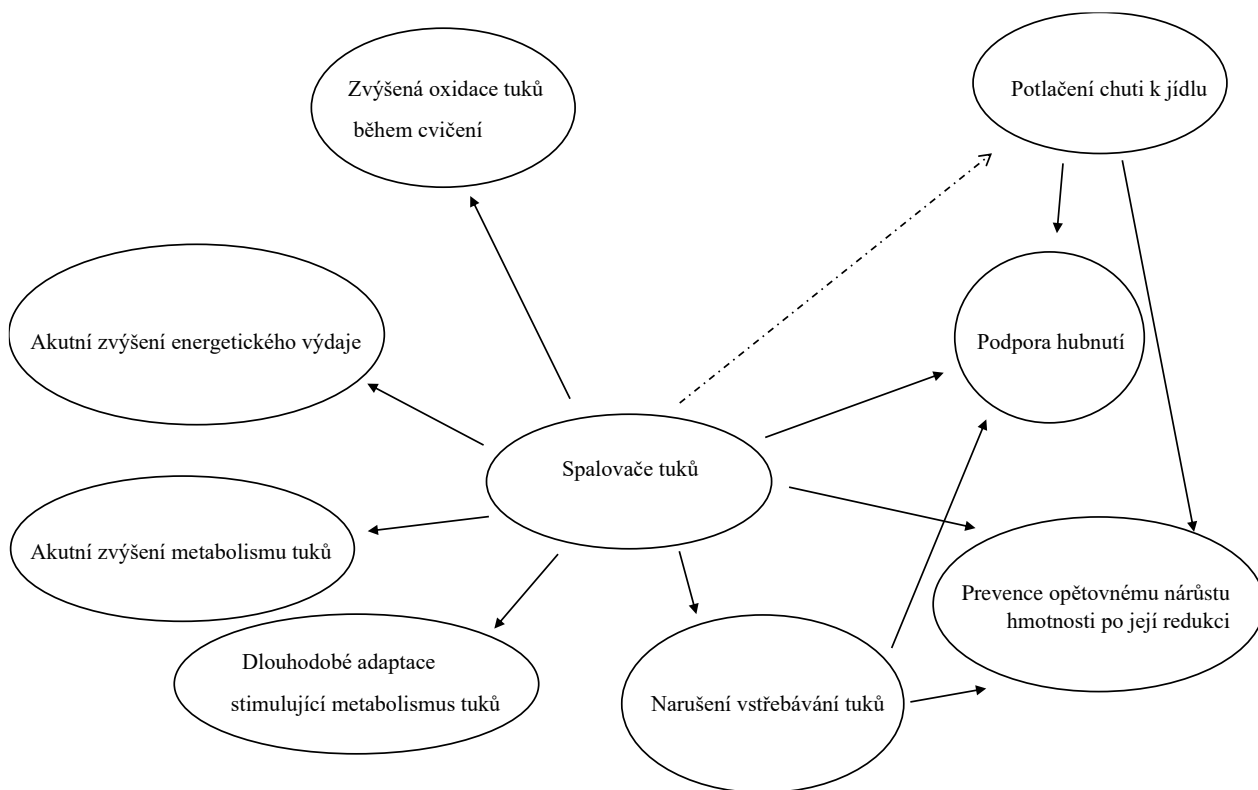 Zvýšená oxidace tuků
během cvičení
Potlačení chuti k jídlu
Akutní zvýšení energetického výdaje
Podpora hubnutí
Spalovače tuků
Akutní zvýšení metabolismu tuků
Prevence opětovnému nárůstu
hmotnosti po její redukci
Dlouhodobé adaptace
stimulující metabolismus tuků
Narušení vstřebávání tuků